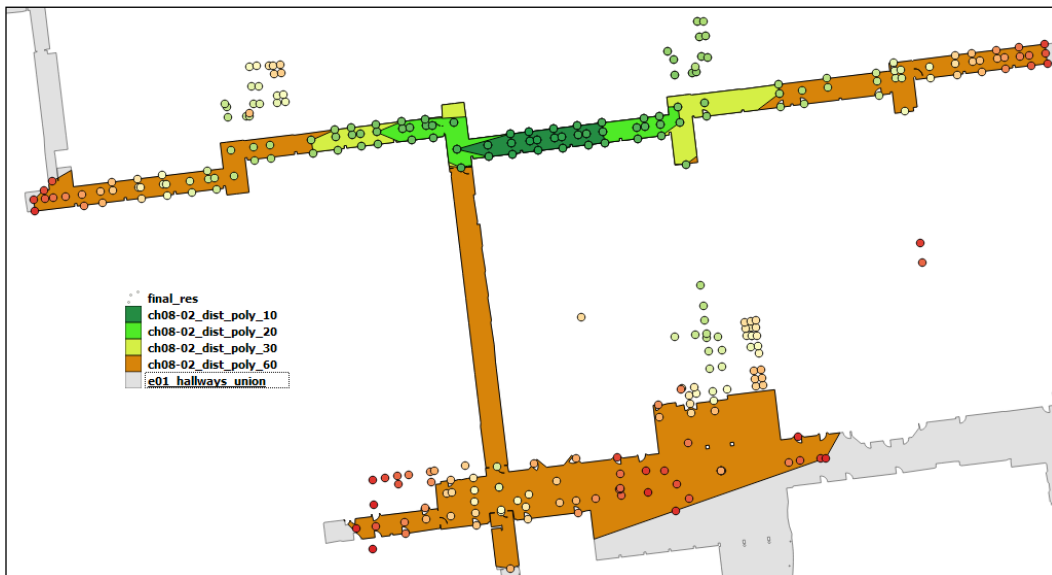 final_res
ch08-02_dist_poly_10
ch08-02_dist_poly_20
ch08-02_dist_poly_30
ch08-02_dist_poly_60
e01_hallways_union